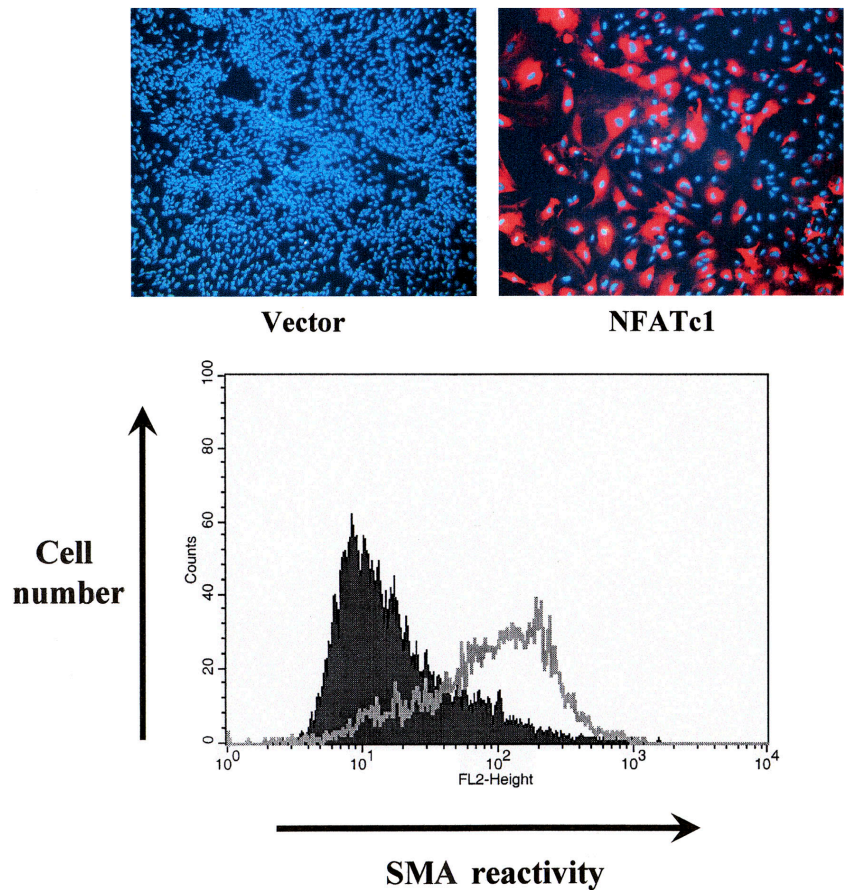 Vector
NFATc1
Cell
number
Counts
100
80
60
40
20
0
10^0 10^1 10^2 10^3 10^4
FL2-Height
SMA reactivity